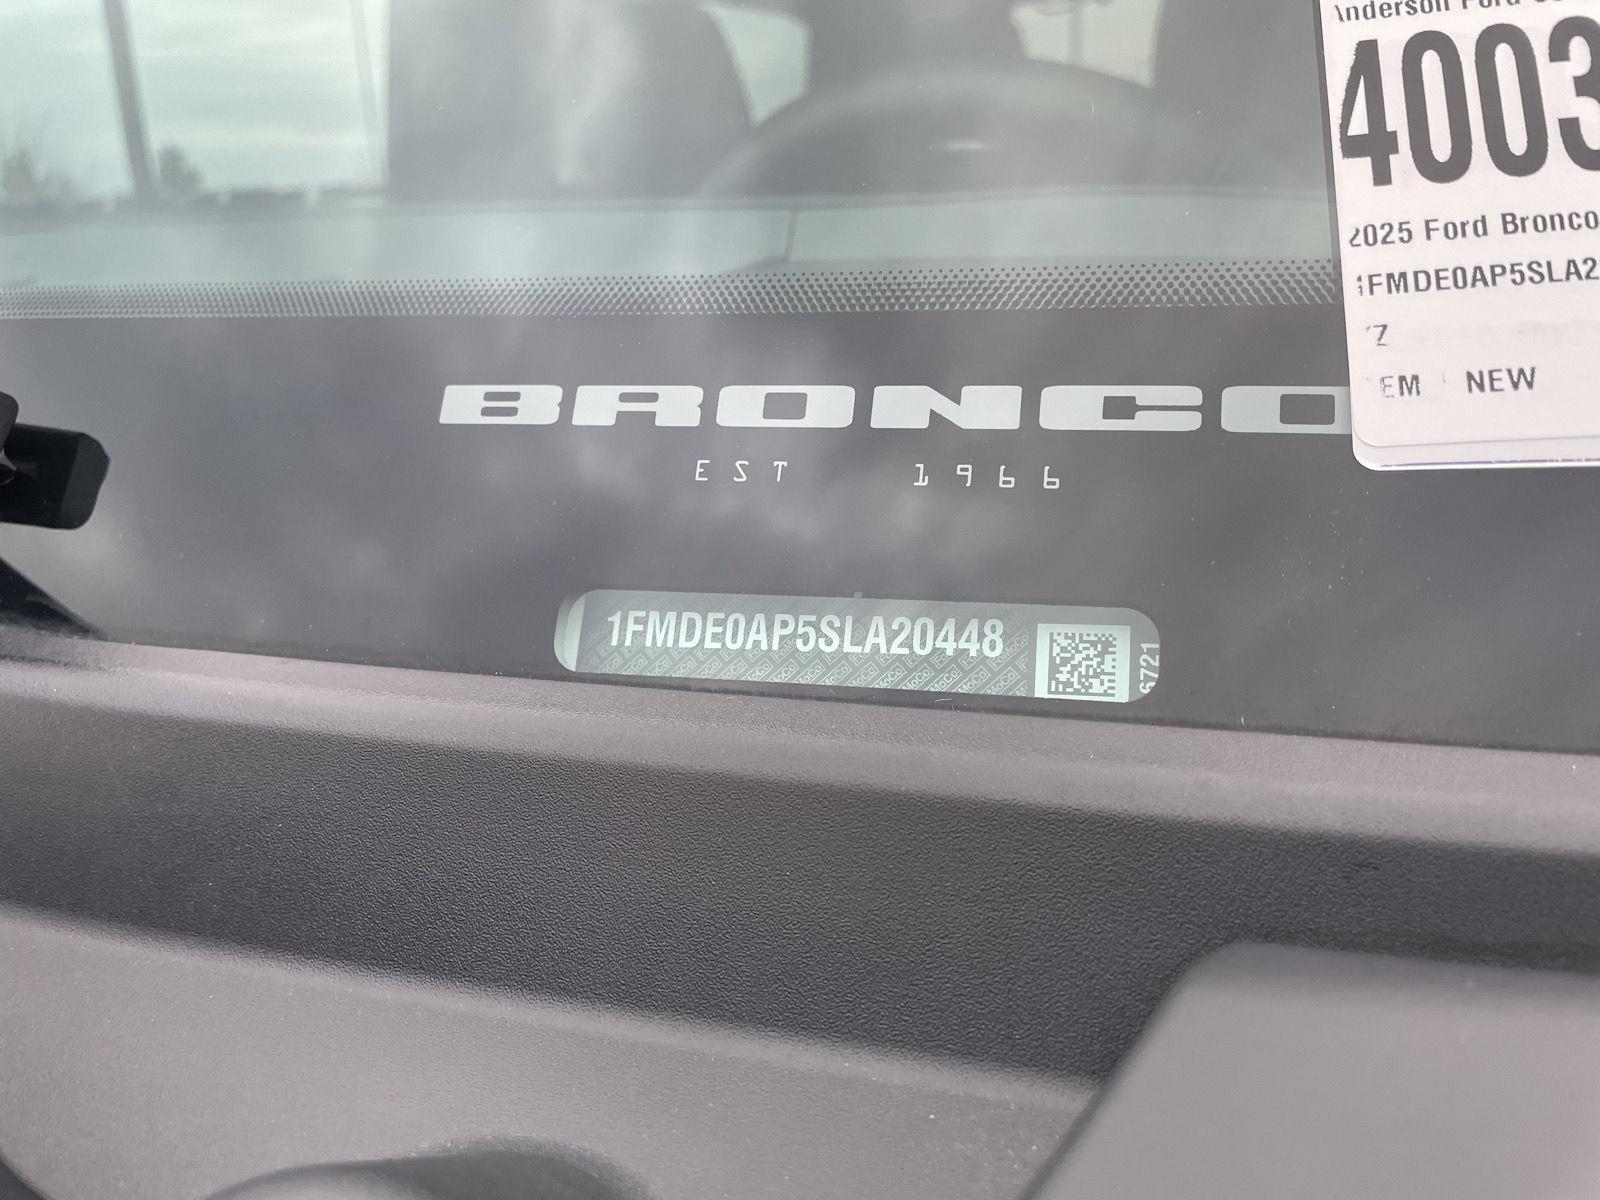 Anderson Ford
4003
2025 Ford Bronco
1FMDE0AP5SLA2
EM NEW
BRONCO
EST 1966
1FMDE0AP5SLA20448
6721